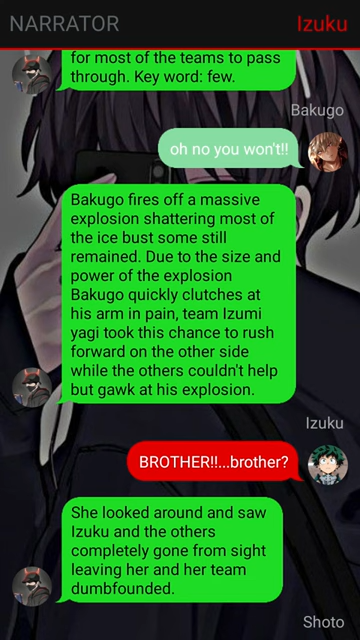 NARRATOR
Izuku
for most of the teams to pass
through. Key word: few.
Bakugo
oh no you won't!!
Bakugo fires off a massive
explosion shattering most of
the ice bust some still
remained. Due to the size and
power of the explosion
Bakugo quickly clutches at
his arm in pain, team Izumi
yagi took this chance to rush
forward on the other side
while the others couldn't help
but gawk at his explosion.
Izuku
BROTHER!!...brother?
She looked around and saw
Izuku and the others
completely gone from sight
leaving her and her team
dumbfounded.
Shoto